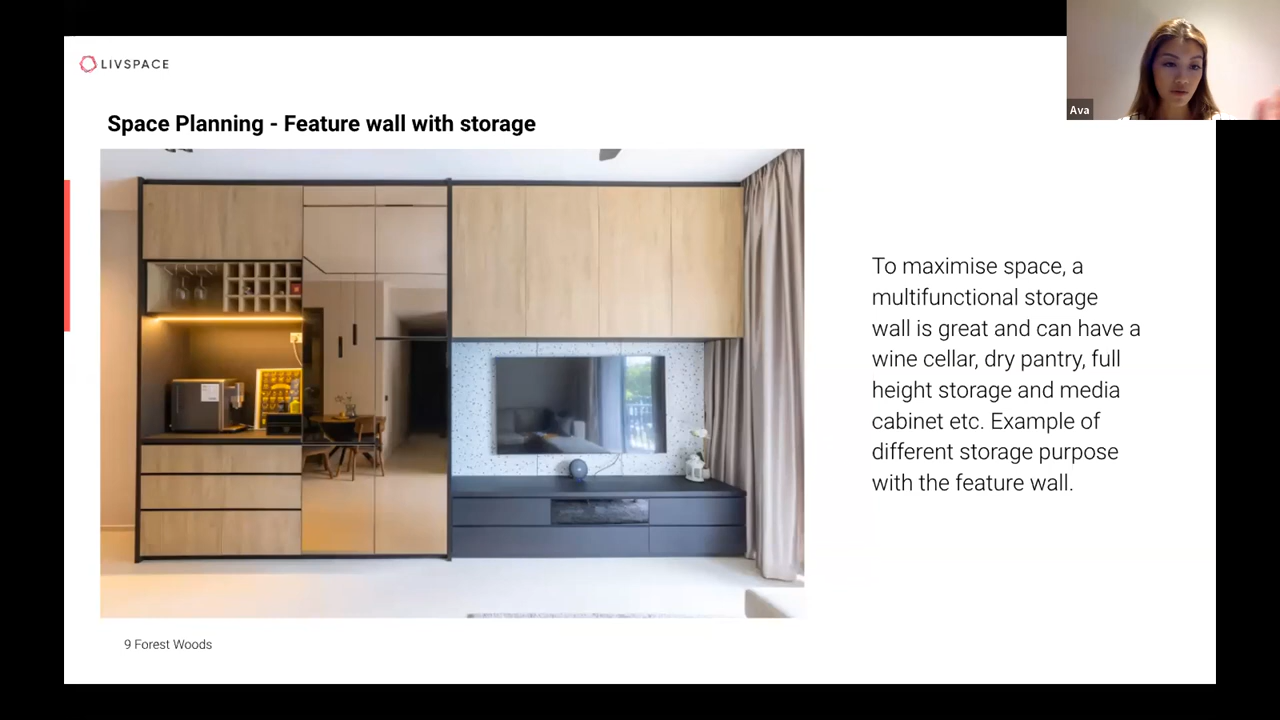 LIVSPACE
Ava
Space Planning - Feature wall with storage
To maximise space, a
multifunctional storage
wall is great and can have a
wine cellar, dry pantry, full
height storage and media
cabinet etc. Example of
different storage purpose
with the feature wall.
9 Forest Woods